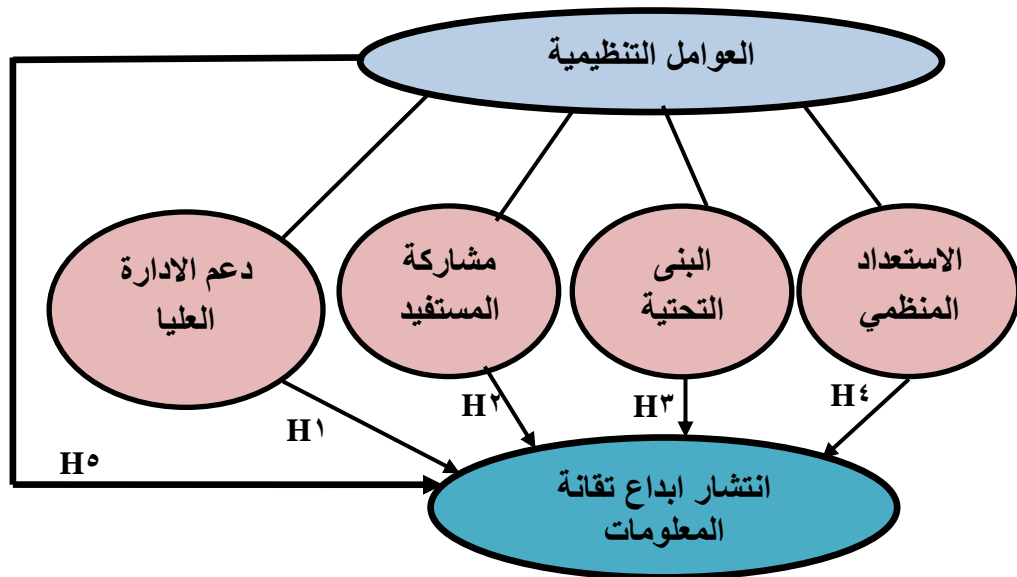 العوامل التنظيمية
الاستعداد
المنظمي
البنى
التحتية
مشاركة
المستفيد
دعم الادارة
العليا
H٤
H٣
H٢
H١
H٥
انتشار ابداع تقانة
المعلومات